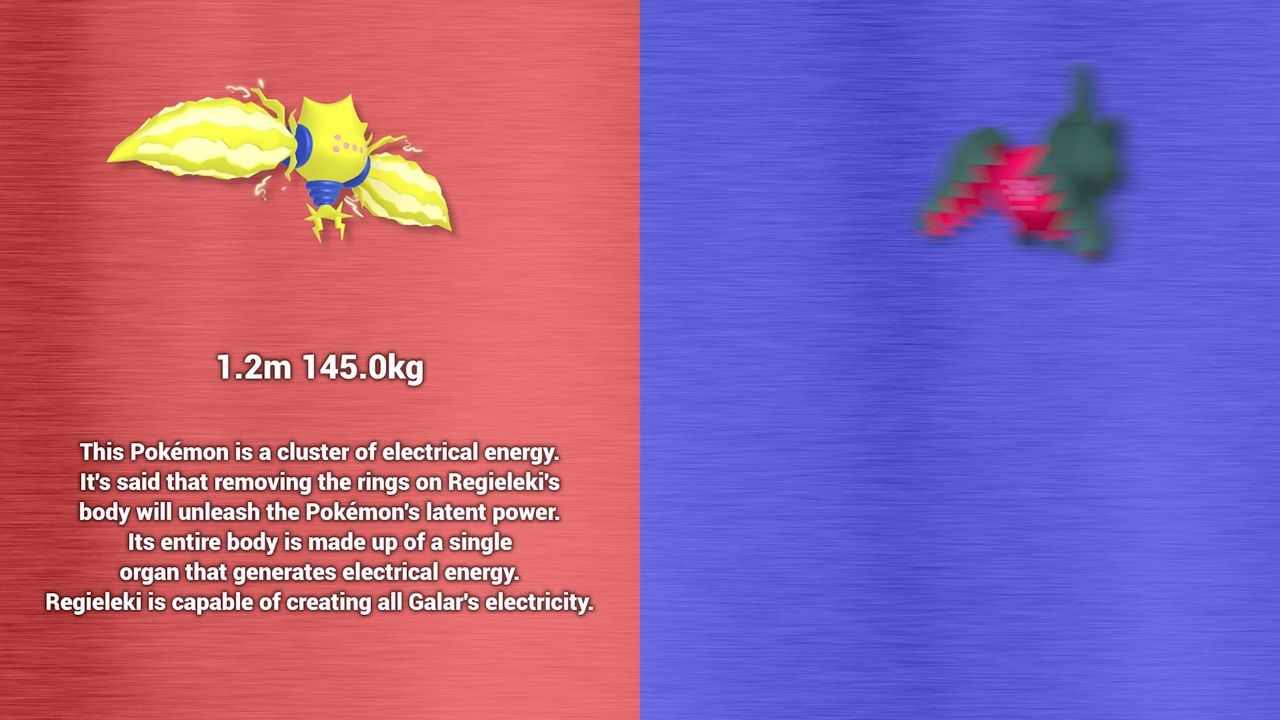 1.2m 145.0kg
This Pokémon is a cluster of electrical energy.
It's said that removing the rings on Regieleki's
body will unleash the Pokémon's latent power.
Its entire body is made up of a single
organ that generates electrical energy.
Regieleki is capable of creating all Galar's electricity.